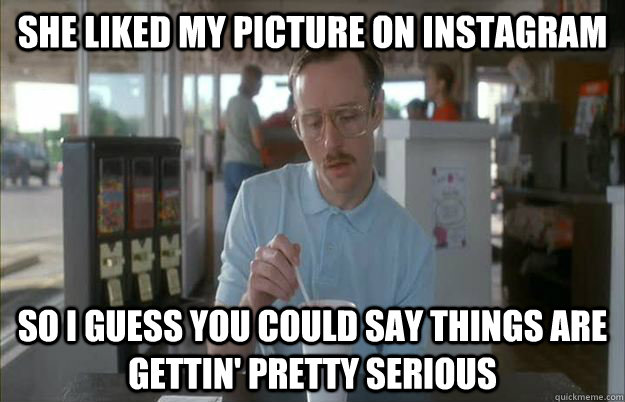 SHE LIKED MY PICTURE ON INSTAGRAM
SO I GUESS YOU COULD SAY THINGS ARE
GETTIN' PRETTY SERIOUS
quickmeme.com